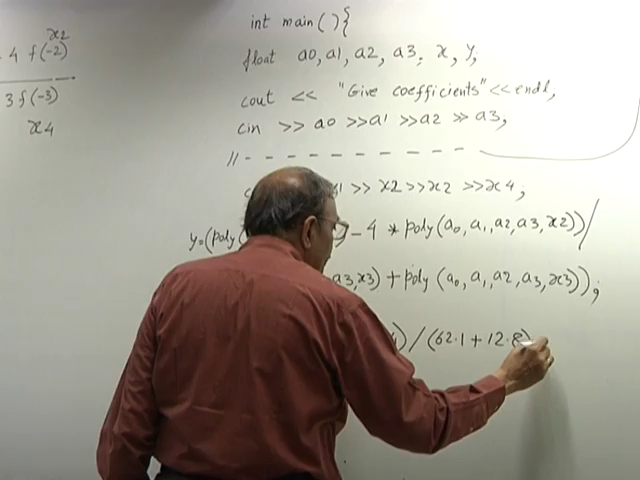 x2
4 f(-2)
3 f(-3)
x4
int main(){
float a0, a1, a2, a3, x, y,
cout << "Give coefficients" << endl,
cin >> a0 >>a1 >>a2 >> a3,
// - - - - - - - - - -
>> x2 >>x2 >>x4 ;
y=(poly( - 4 * poly(a0, a1, a2, a3, x2))/
a3,x3) + poly (a0, a1, a2, a3, x3)) ;
)/(62.1 + 12.8)